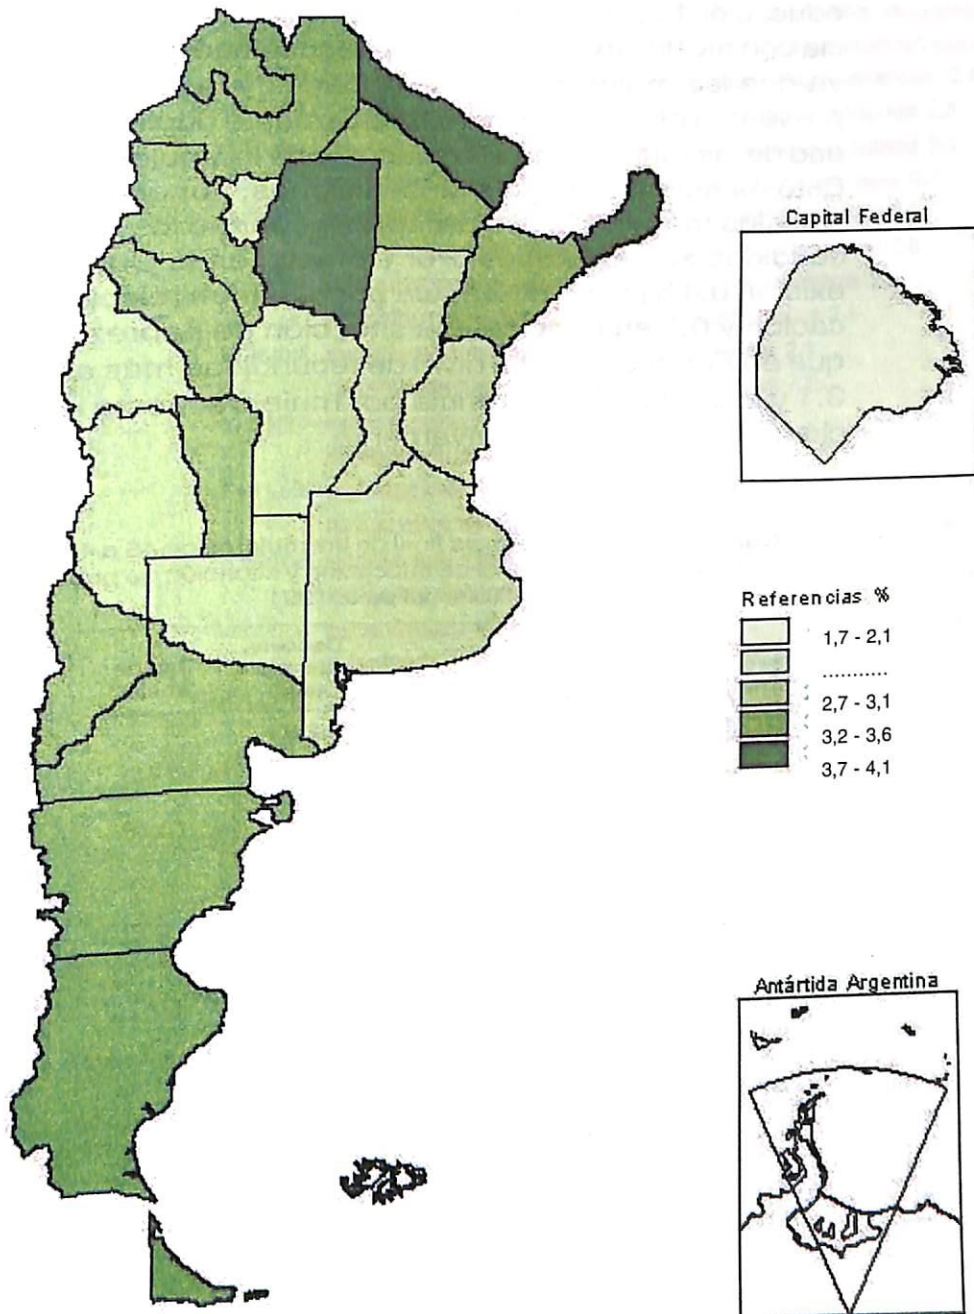 Capital Federal
Referencias %
1,7 - 2,1
...........
2,7 - 3,1
3,2 - 3,6
3,7 - 4,1
Antártida Argentina